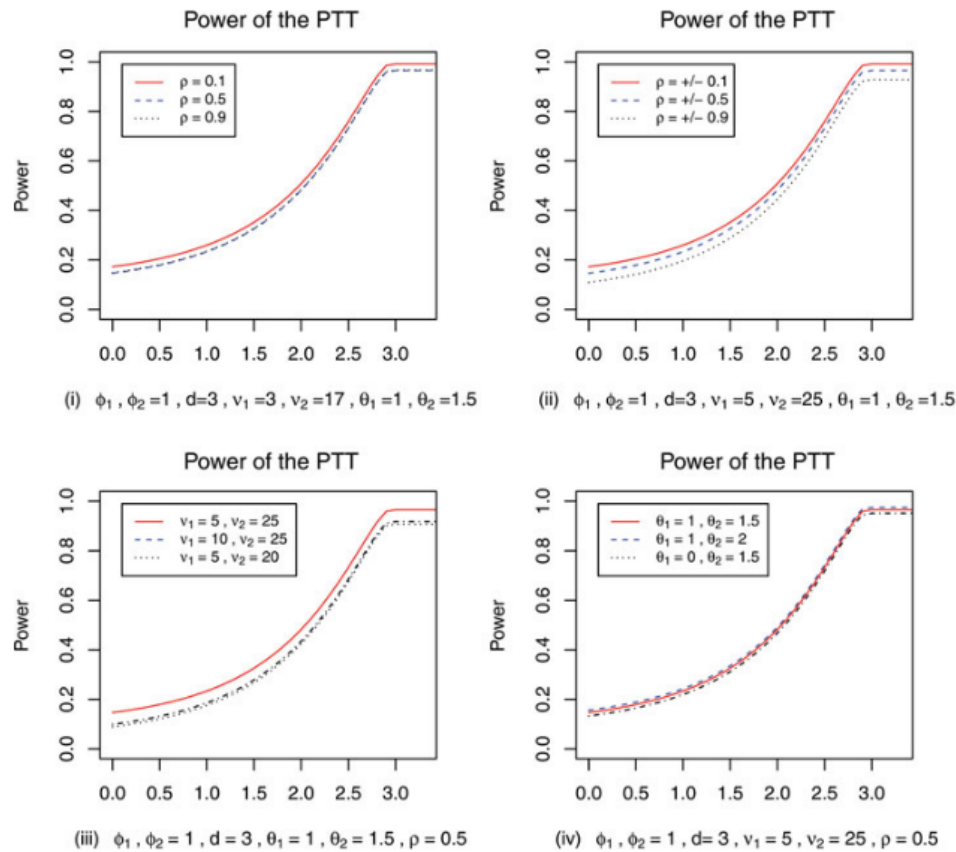 Power of the PTT
Power
0.0 0.2 0.4 0.6 0.8 1.0
ρ = 0.1
ρ = 0.5
ρ = 0.9
0.0 0.5 1.0 1.5 2.0 2.5 3.0
(i) ϕ₁ , ϕ₂ =1 , d=3 , ν₁ =3 , ν₂ =17 , θ₁ =1 , θ₂ =1.5
Power of the PTT
Power
0.0 0.2 0.4 0.6 0.8 1.0
ρ = +/− 0.1
ρ = +/− 0.5
ρ = +/− 0.9
0.0 0.5 1.0 1.5 2.0 2.5 3.0
(ii) ϕ₁ , ϕ₂ =1 , d=3 , ν₁ =5 , ν₂ =25 , θ₁ =1 , θ₂ =1.5
Power of the PTT
Power
0.0 0.2 0.4 0.6 0.8 1.0
ν₁ = 5 , ν₂ = 25
ν₁ = 10 , ν₂ = 25
ν₁ = 5 , ν₂ = 20
0.0 0.5 1.0 1.5 2.0 2.5 3.0
(iii) ϕ₁ , ϕ₂ = 1 , d = 3 , θ₁ = 1 , θ₂ = 1.5 , ρ = 0.5
Power of the PTT
Power
0.0 0.2 0.4 0.6 0.8 1.0
θ₁ = 1 , θ₂ = 1.5
θ₁ = 1 , θ₂ = 2
θ₁ = 0 , θ₂ = 1.5
0.0 0.5 1.0 1.5 2.0 2.5 3.0
(iv) ϕ₁ , ϕ₂ = 1 , d= 3 , ν₁ = 5 , ν₂ = 25 , ρ = 0.5